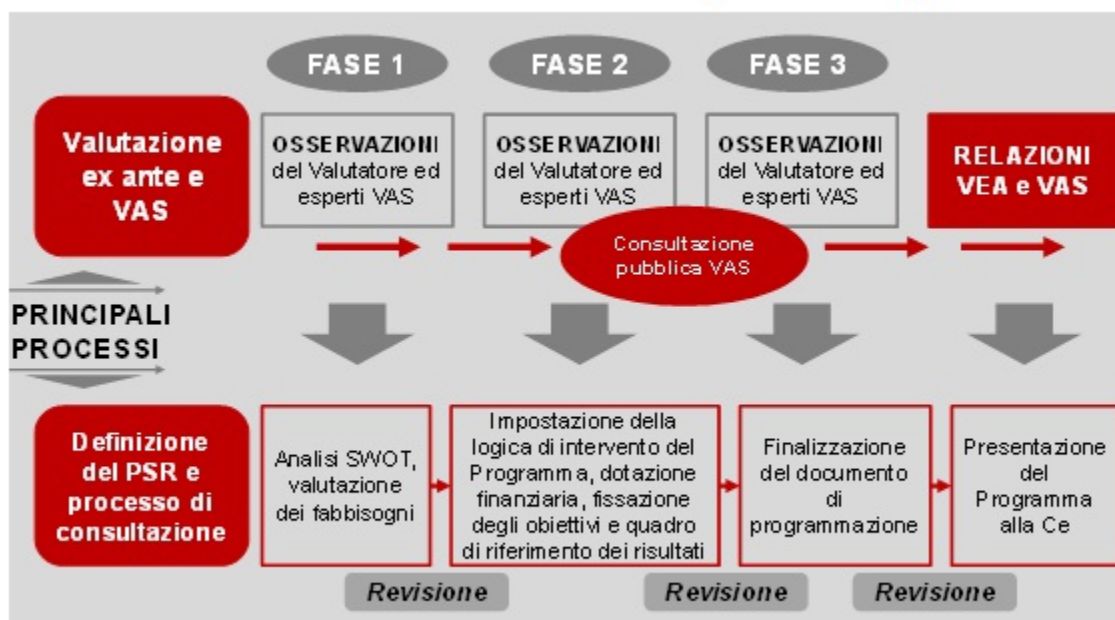 FASE 1
FASE 2
FASE 3
Valutazione
ex ante e
VAS
OSSERVAZIONI
del Valutatore ed
esperti VAS
OSSERVAZIONI
del Valutatore ed
esperti VAS
OSSERVAZIONI
del Valutatore ed
esperti VAS
RELAZIONI
VEA e VAS
Consultazione
pubblica VAS
PRINCIPALI
PROCESSI
Definizione
del PSR e
processo di
consultazione
Analisi SWOT,
valutazione
dei fabbisogni
Impostazione della
logica di intervento del
Programma, dotazione
finanziaria, fissazione
degli obiettivi e quadro
di riferimento dei risultati
Finalizzazione
del documento
di
programmazione
Presentazione
del
Programma
alla Ce
Revisione
Revisione
Revisione